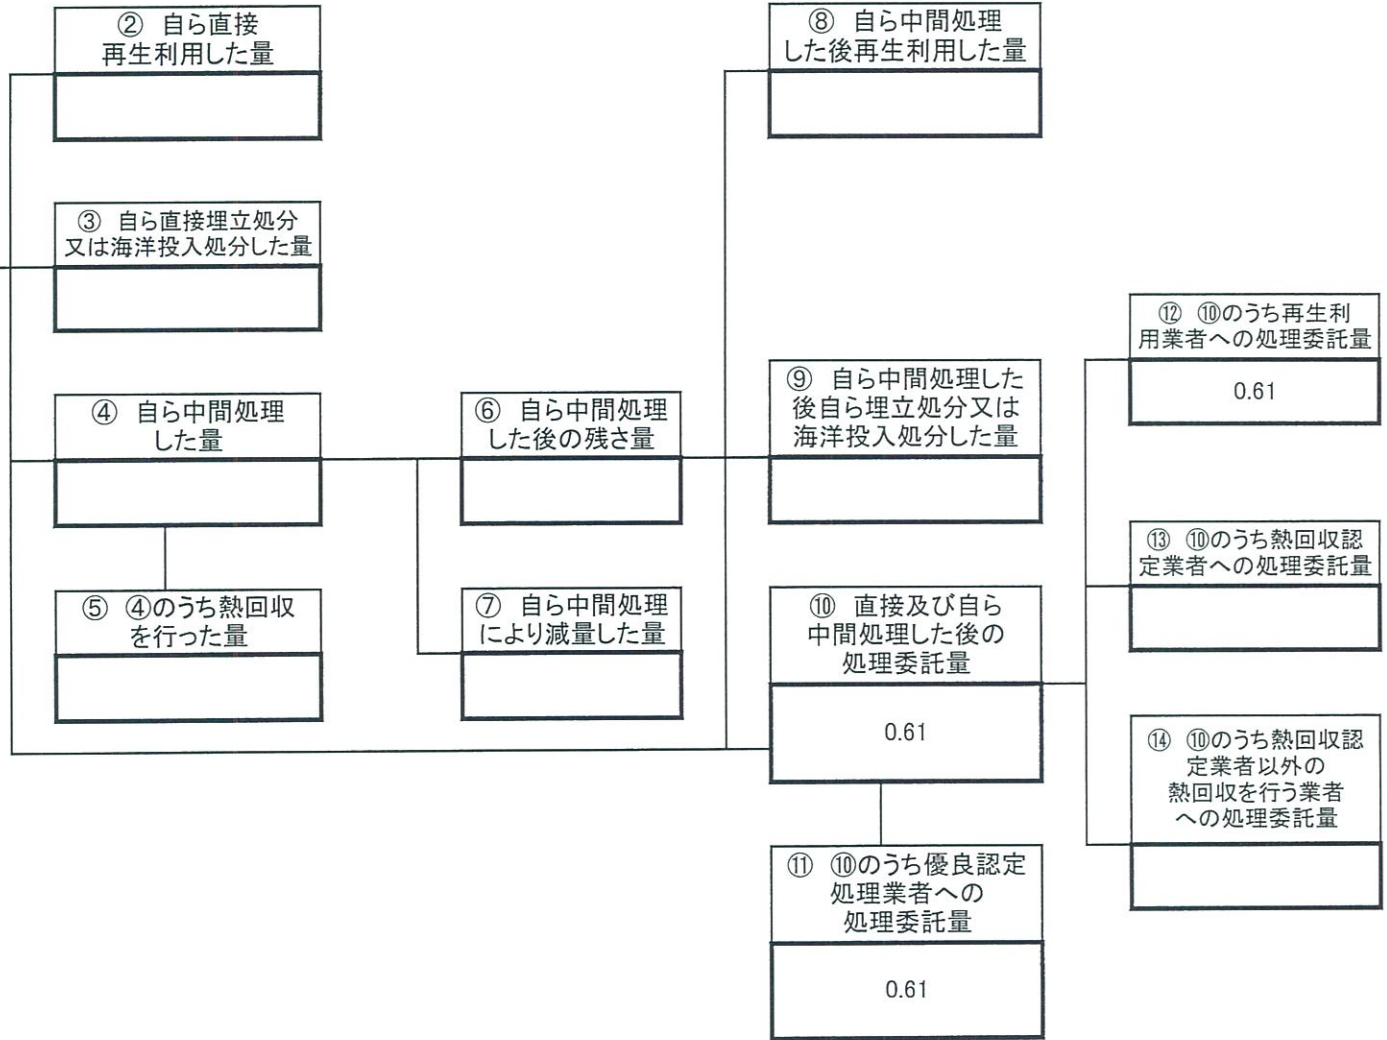 ② 自ら直接
再生利用した量
⑧ 自ら中間処理
した後再生利用した量
③ 自ら直接埋立処分
又は海洋投入処分した量
④ 自ら中間処理
した量
⑥ 自ら中間処理
した後の残さ量
⑨ 自ら中間処理した
後自ら埋立処分又は
海洋投入処分した量
⑫ ⑩のうち再生利
用業者への処理委託量
0.61
⑤ ④のうち熱回収
を行った量
⑦ 自ら中間処理
により減量した量
⑩ 直接及び自ら
中間処理した後の
処理委託量
0.61
⑬ ⑩のうち熱回収認
定業者への処理委託量
⑭ ⑩のうち熱回収認
定業者以外の
熱回収を行う業者
への処理委託量
⑪ ⑩のうち優良認定
処理業者への
処理委託量
0.61